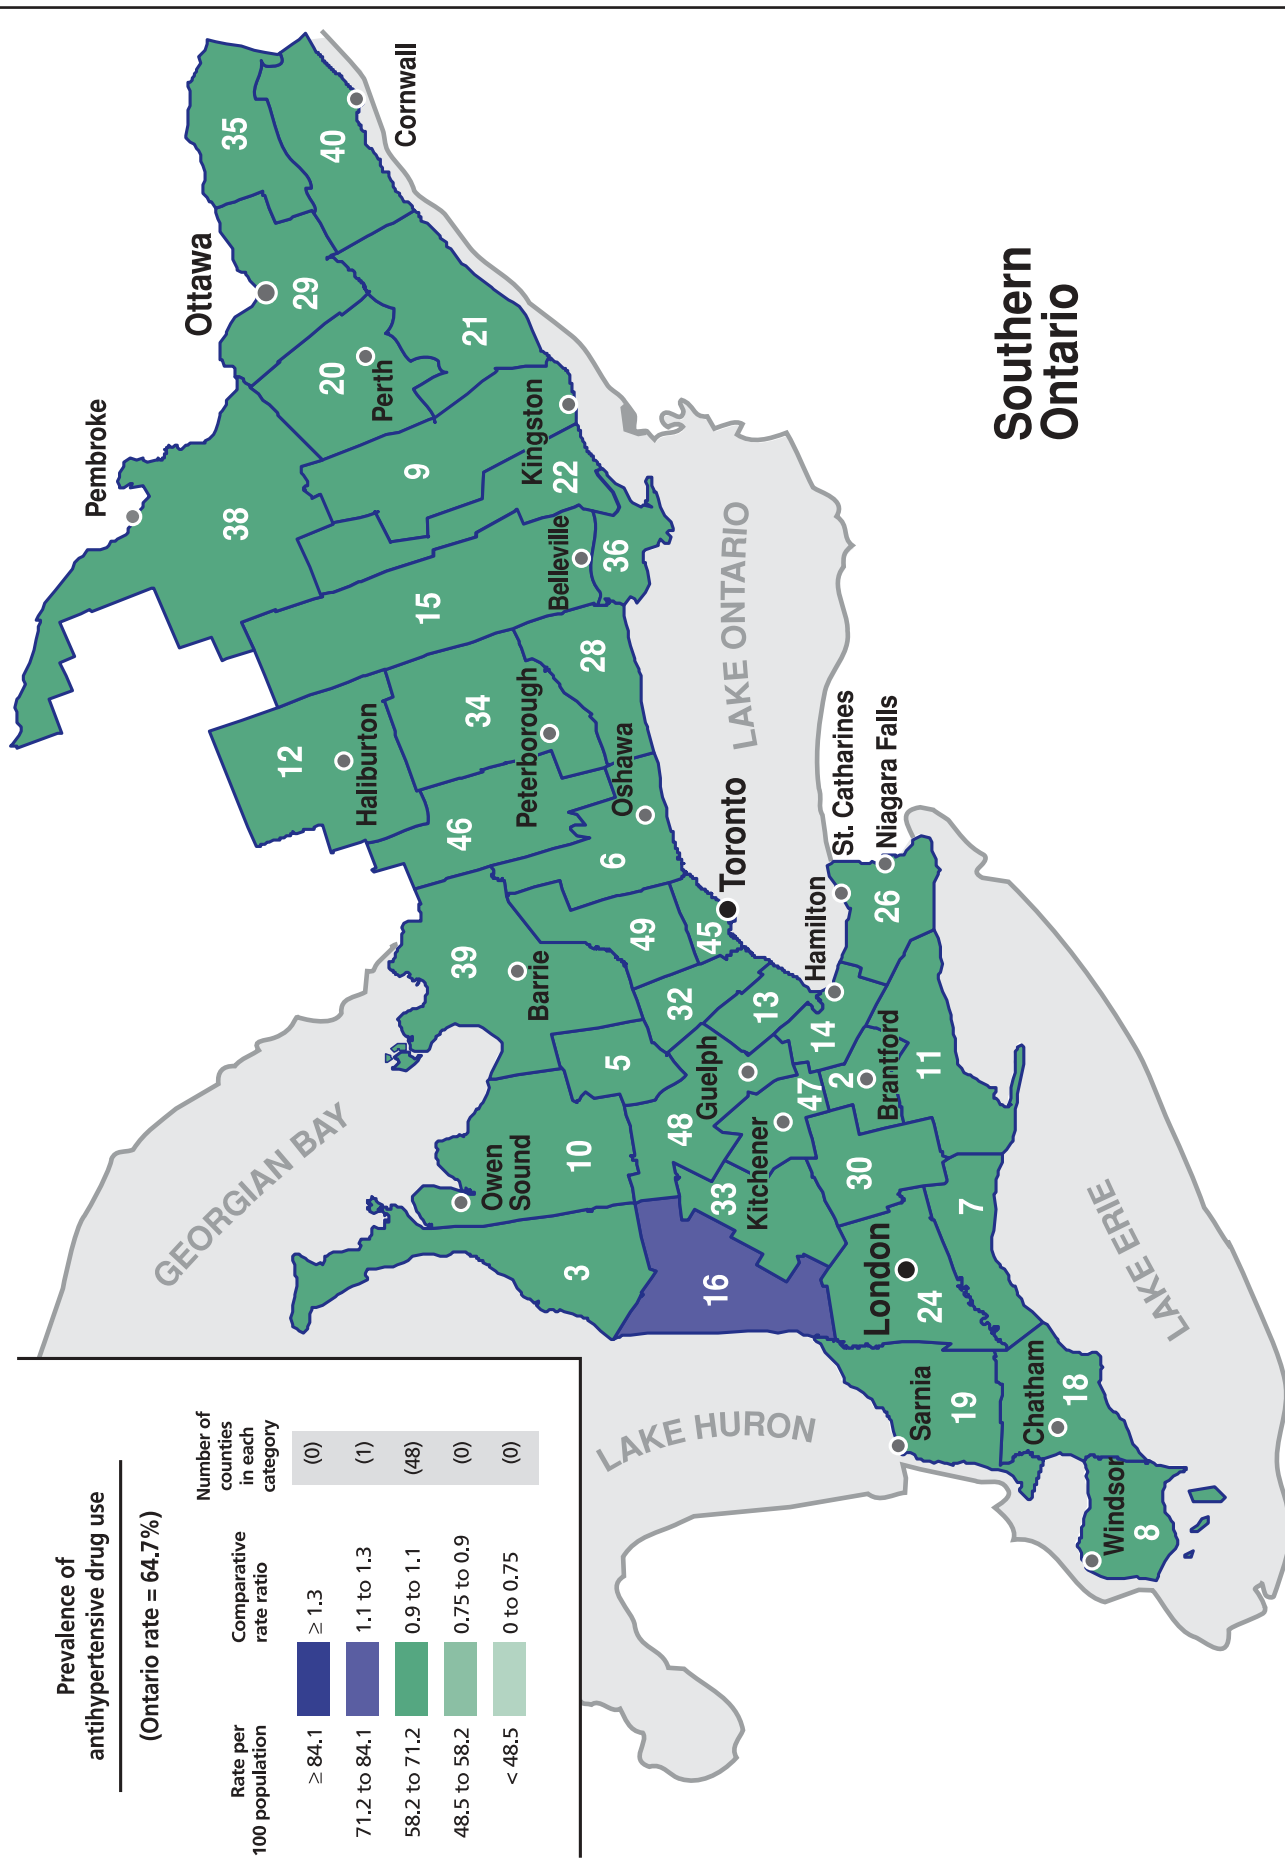 Prevalence of
antihypertensive drug use
(Ontario rate = 64.7%)
Rate per
100 population
Comparative
rate ratio
Number of
counties
in each
category
≥ 84.1 ≥ 1.3 (0)
71.2 to 84.1 1.1 to 1.3 (1)
58.2 to 71.2 0.9 to 1.1 (48)
48.5 to 58.2 0.75 to 0.9 (0)
< 48.5 0 to 0.75 (0)
Southern
Ontario
GEORGIAN BAY
LAKE HURON
LAKE ERIE
LAKE ONTARIO
Pembroke
38
Ottawa
29
35
40
Cornwall
20
Perth
21
9
Kingston
22
Belleville
36
15
28
34
Peterborough
12
Haliburton
46
Oshawa
6
39
Barrie
49
45
Toronto
32
13
5
Guelph
48
10
Owen
Sound
3
16
33
Kitchener
47
14
Hamilton
St. Catharines
Niagara Falls
26
2
Brantford
11
30
7
London
24
Sarnia
19
Chatham
18
Windsor
8